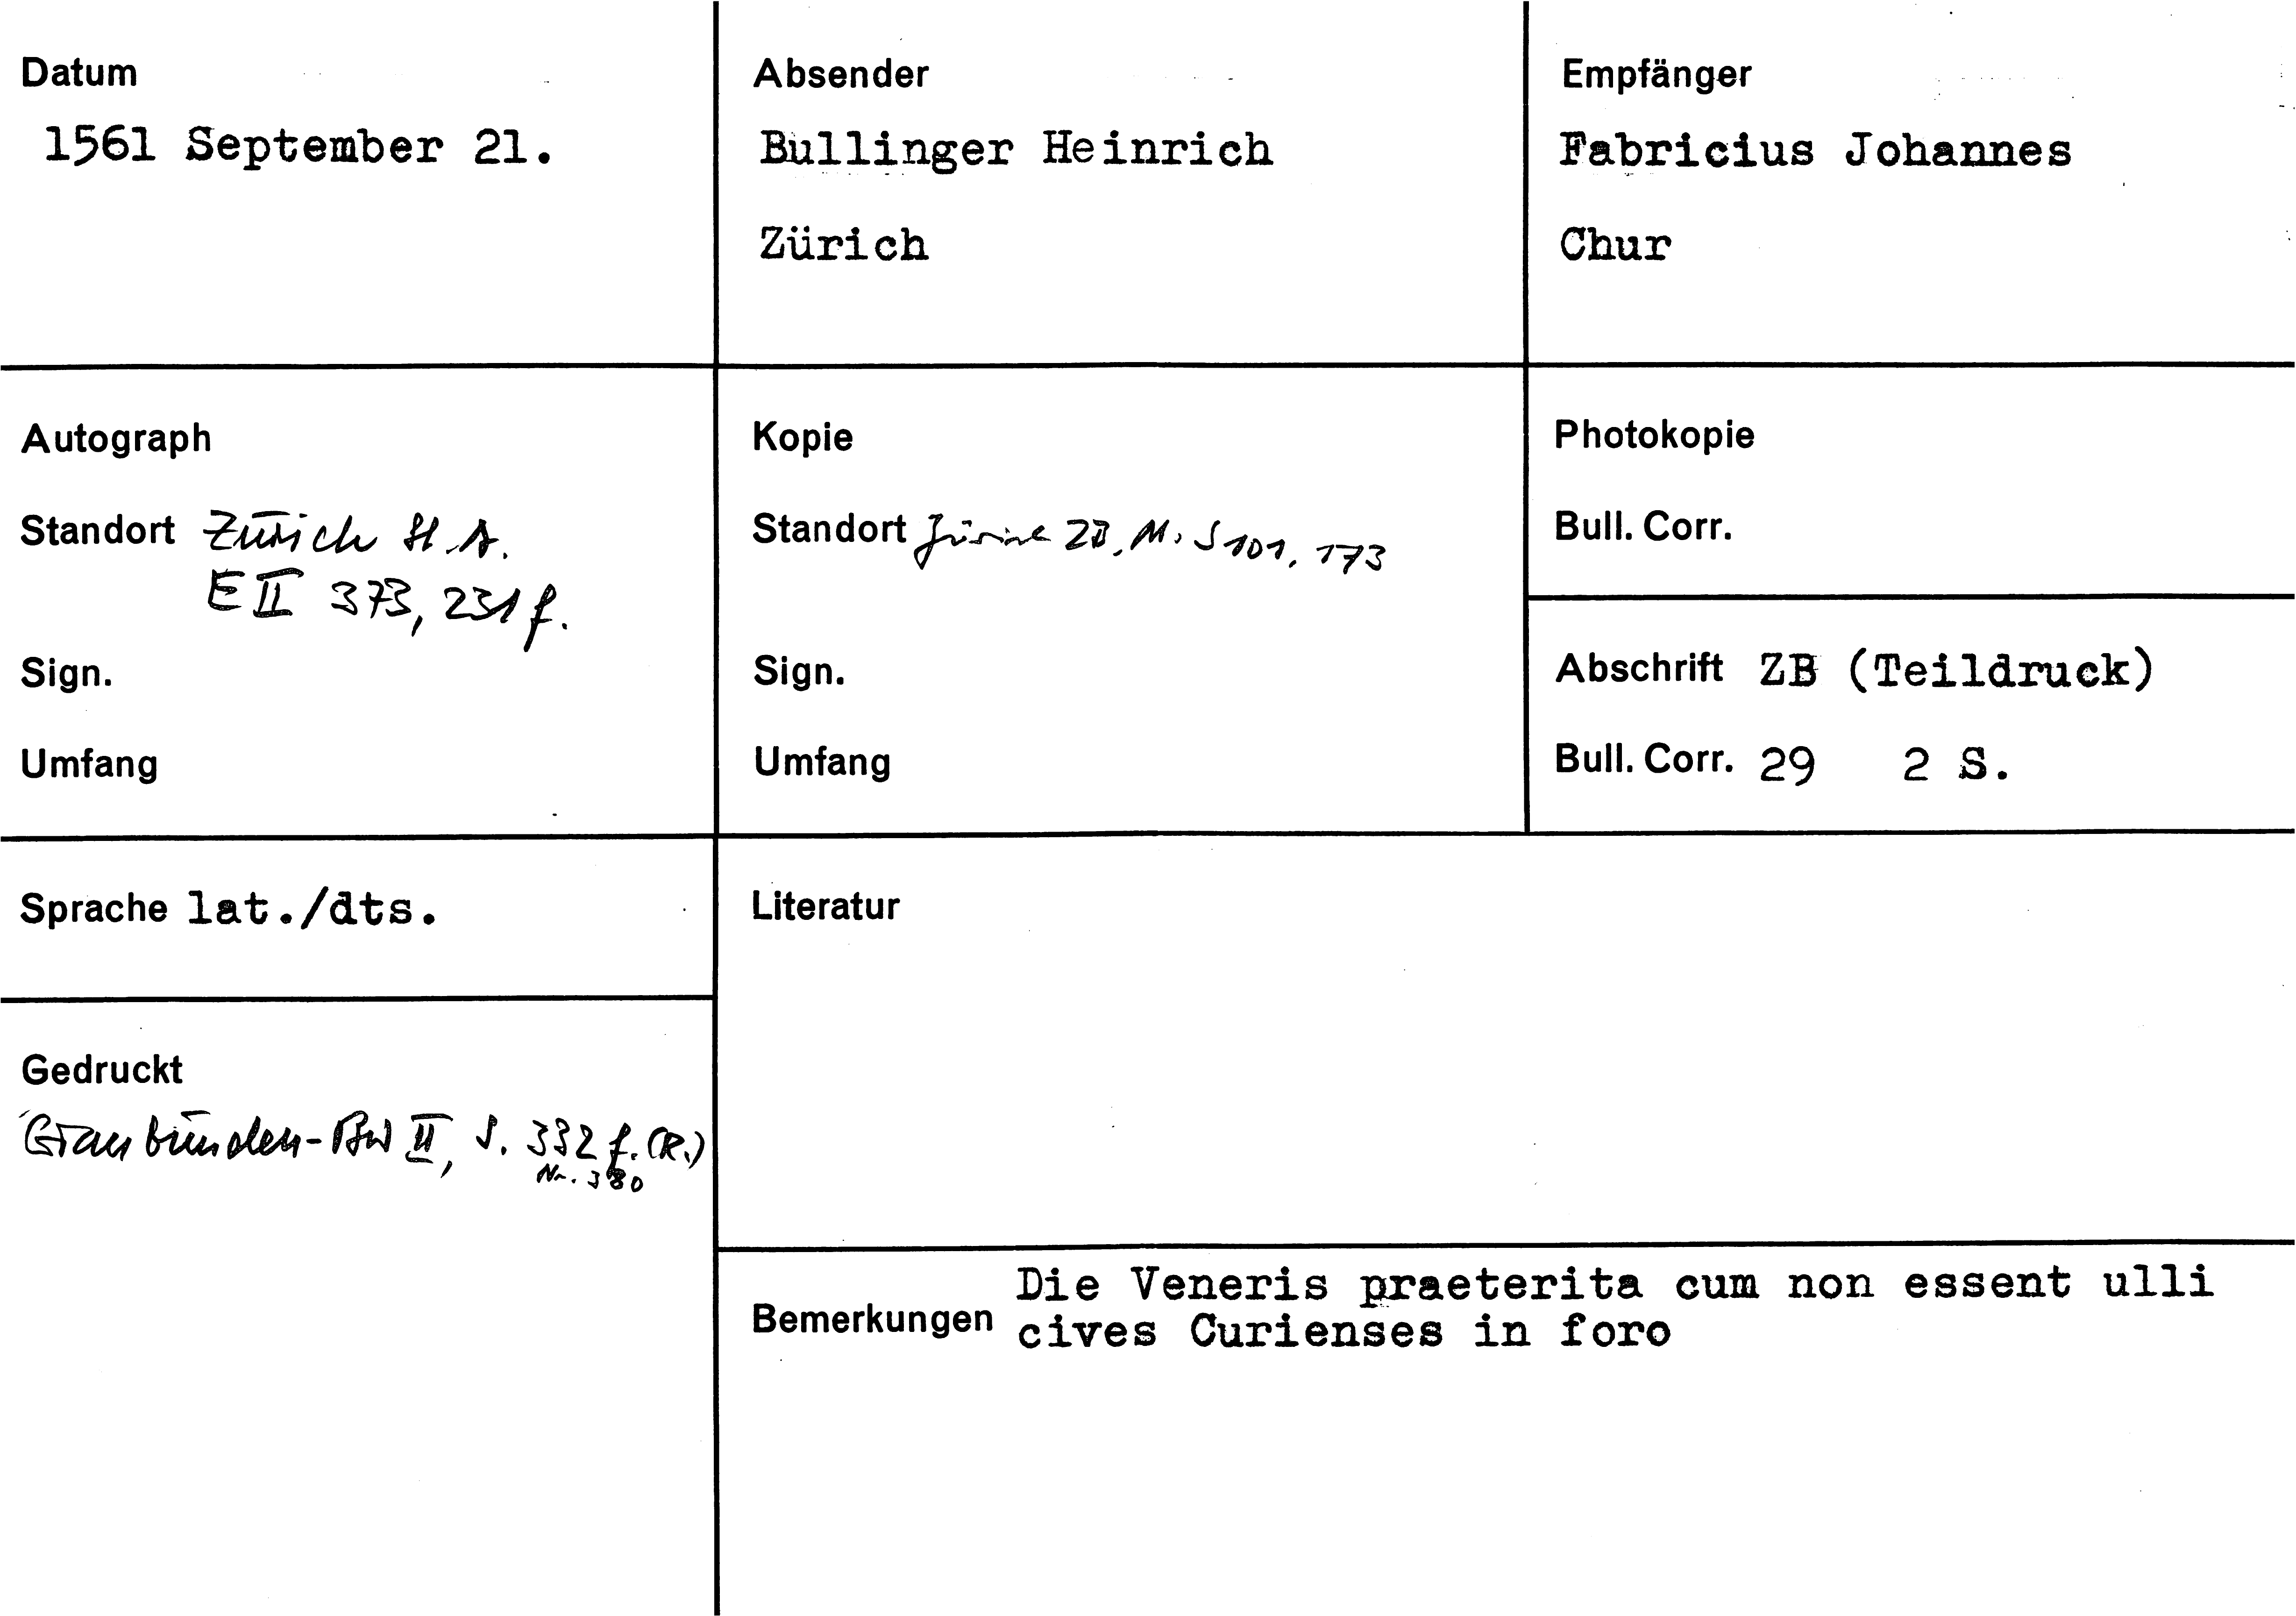 Datum
1561 September 21.
Absender
Bullinger Heinrich
Zürich
Empfänger
Fabricius Johannes
Chur
Autograph
Standort Zürich StA.
E II 373, 231 f.
Sign.
Umfang
Kopie
Standort Zürich ZB, Ms S 101, 173
Sign.
Umfang
Photokopie
Bull. Corr.
Abschrift ZB (Teildruck)
Bull. Corr. 29 2 S.
Sprache lat./dts.
Literatur
Gedruckt
Graubünden-BW II, S. 332 f. (R.)
Nr. 380
Bemerkungen Die Veneris praeterita cum non essent ulli
cives Curienses in foro